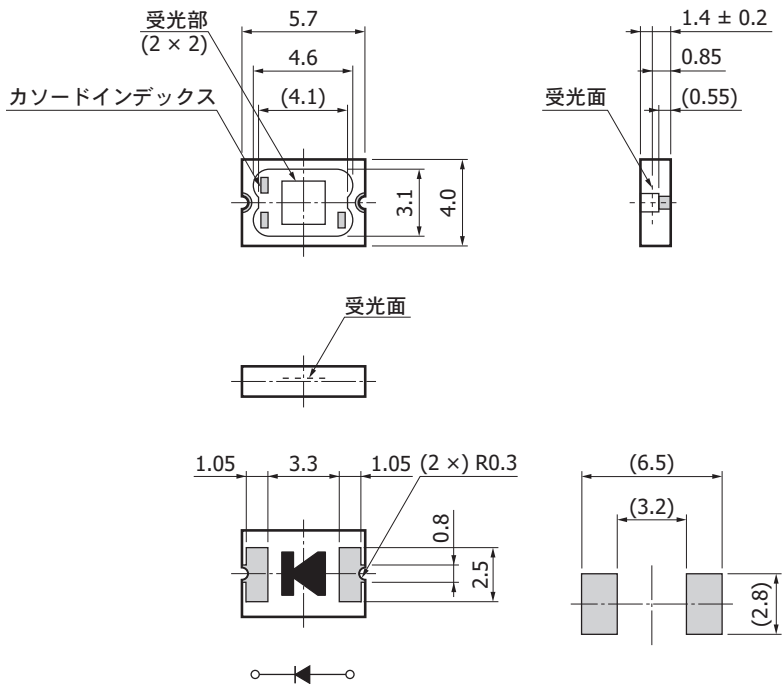 受光部
(2 × 2)
5.7
4.6
(4.1)
カソードインデックス
3.1
4.0
1.4 ± 0.2
0.85
(0.55)
受光面
受光面
1.05
3.3
1.05
(2 ×) R0.3
0.8
2.5
(6.5)
(3.2)
(2.8)